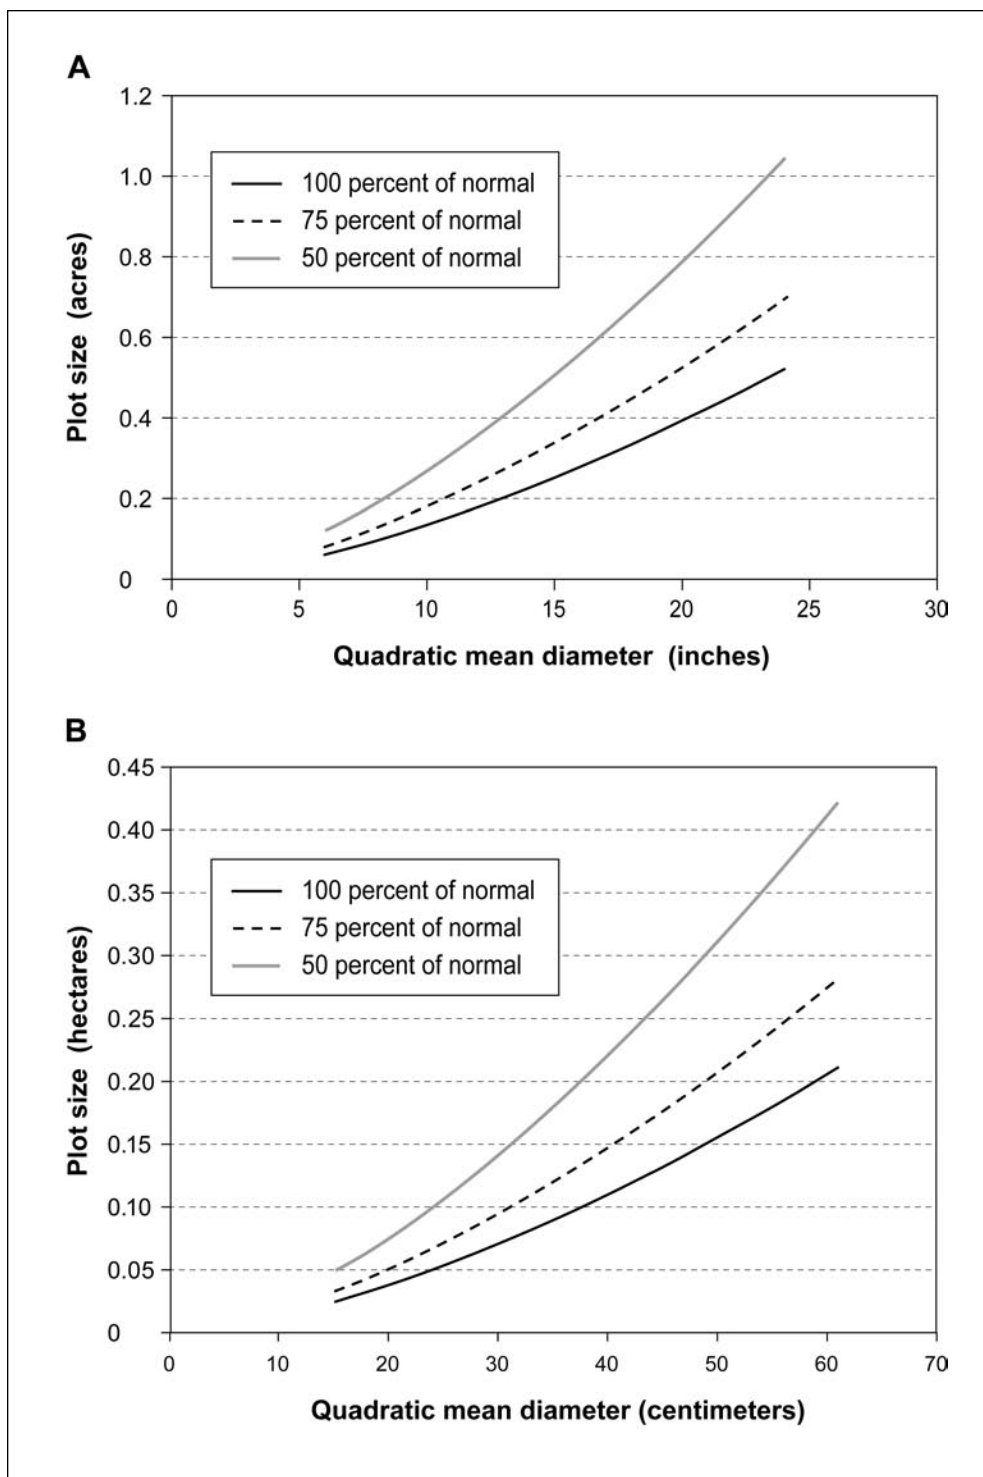 A
1.2
1.0
0.8
0.6
0.4
0.2
0
Plot size (acres)
100 percent of normal
75 percent of normal
50 percent of normal
0 5 10 15 20 25 30
Quadratic mean diameter (inches)
B
0.45
0.40
0.35
0.30
0.25
0.20
0.15
0.10
0.05
0
Plot size (hectares)
100 percent of normal
75 percent of normal
50 percent of normal
0 10 20 30 40 50 60 70
Quadratic mean diameter (centimeters)